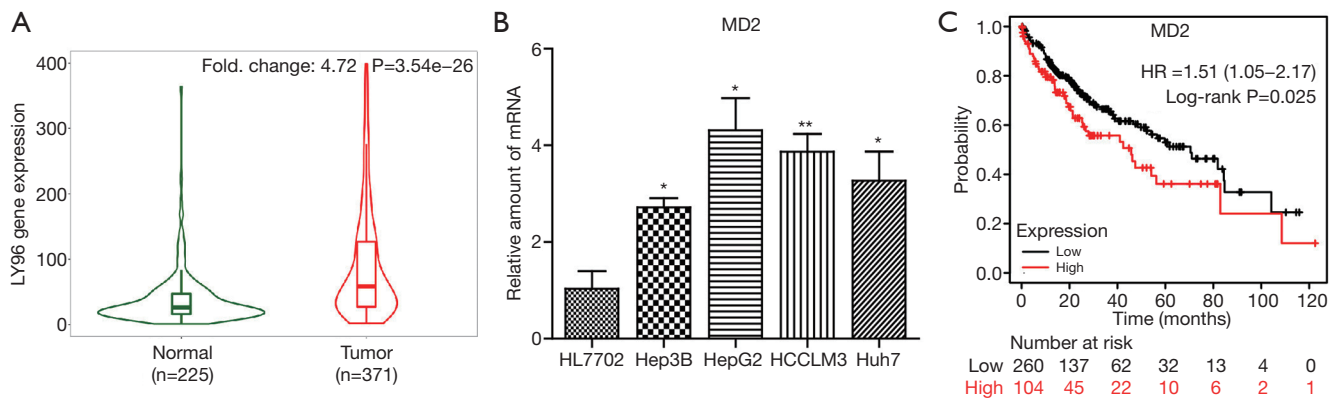 A
Fold. change: 4.72 P=3.54e−26
LY96 gene expression
400
300
200
100
0
Normal
(n=225)
Tumor
(n=371)
B
MD2
Relative amount of mRNA
6
4
2
0
*
*
**
*
HL7702 Hep3B HepG2 HCCLM3 Huh7
C
MD2
HR =1.51 (1.05−2.17)
Log-rank P=0.025
Probability
1.0
0.8
0.6
0.4
0.2
0.0
Expression
Low
High
0 20 40 60 80 100 120
Time (months)
Number at risk
Low 260 137 62 32 13 4 0
High 104 45 22 10 6 2 1